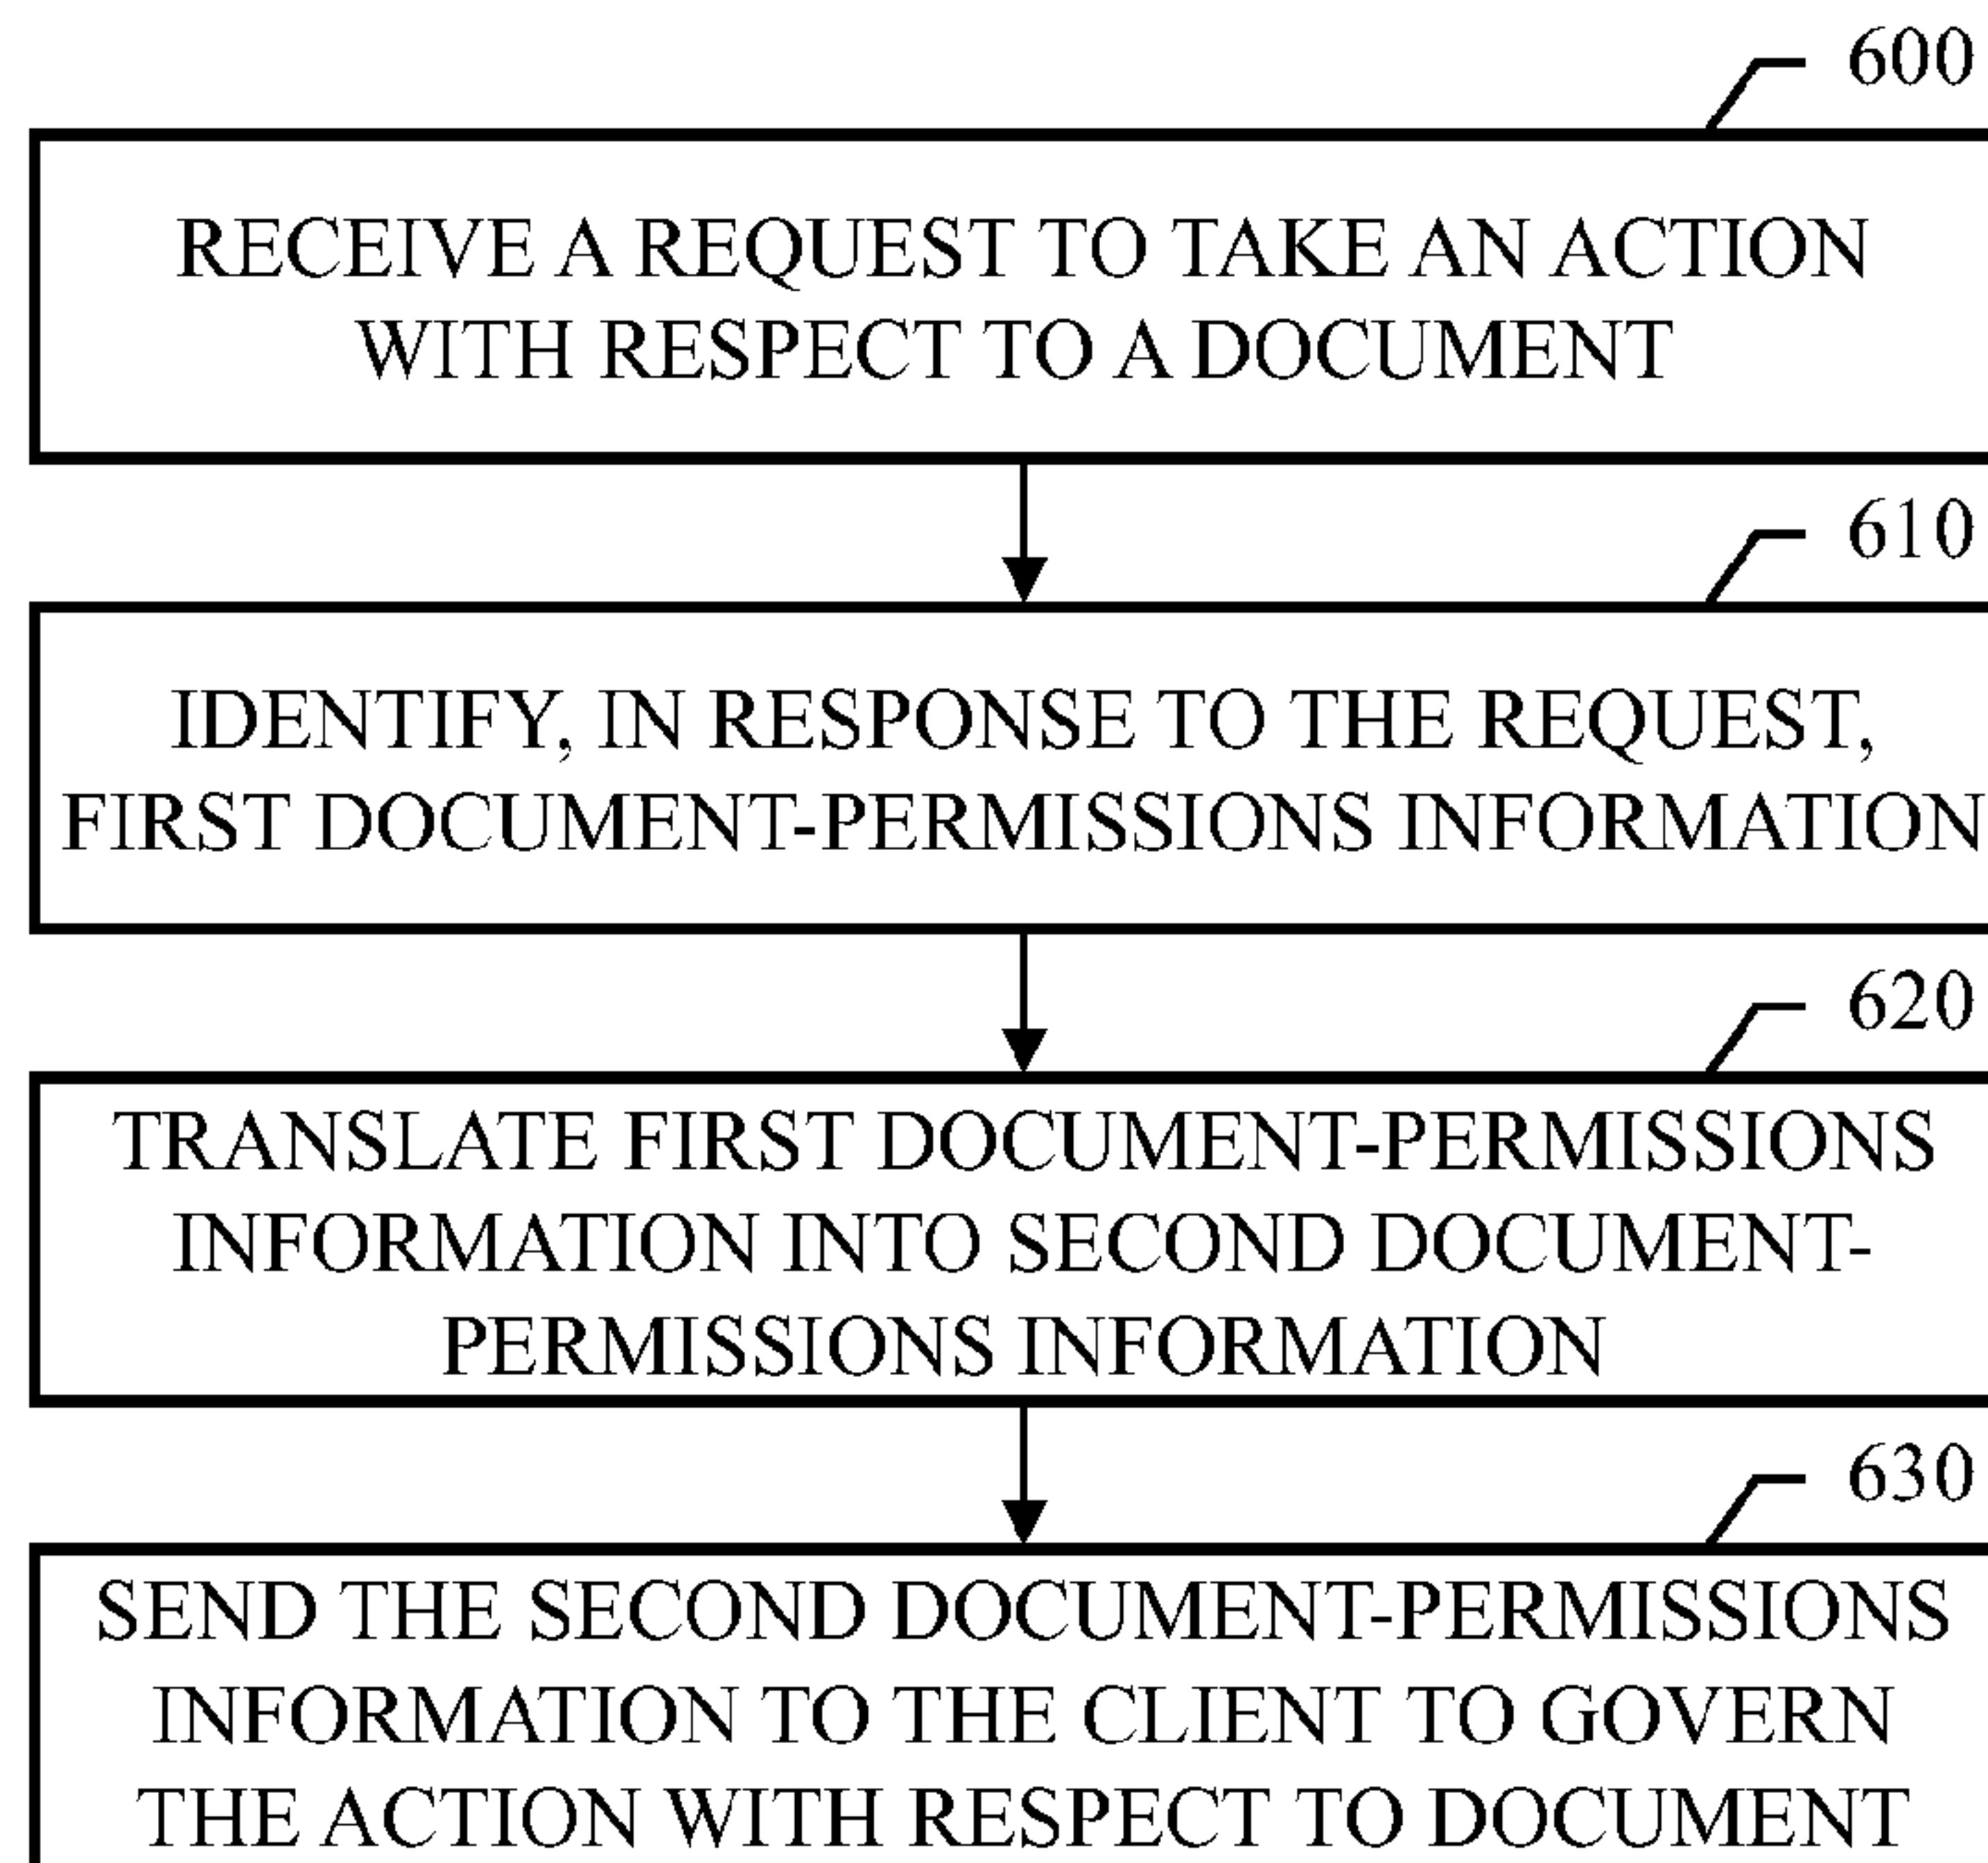 600
RECEIVE A REQUEST TO TAKE AN ACTION
WITH RESPECT TO A DOCUMENT
610
IDENTIFY, IN RESPONSE TO THE REQUEST,
FIRST DOCUMENT-PERMISSIONS INFORMATION
620
TRANSLATE FIRST DOCUMENT-PERMISSIONS
INFORMATION INTO SECOND DOCUMENT-
PERMISSIONS INFORMATION
630
SEND THE SECOND DOCUMENT-PERMISSIONS
INFORMATION TO THE CLIENT TO GOVERN
THE ACTION WITH RESPECT TO DOCUMENT